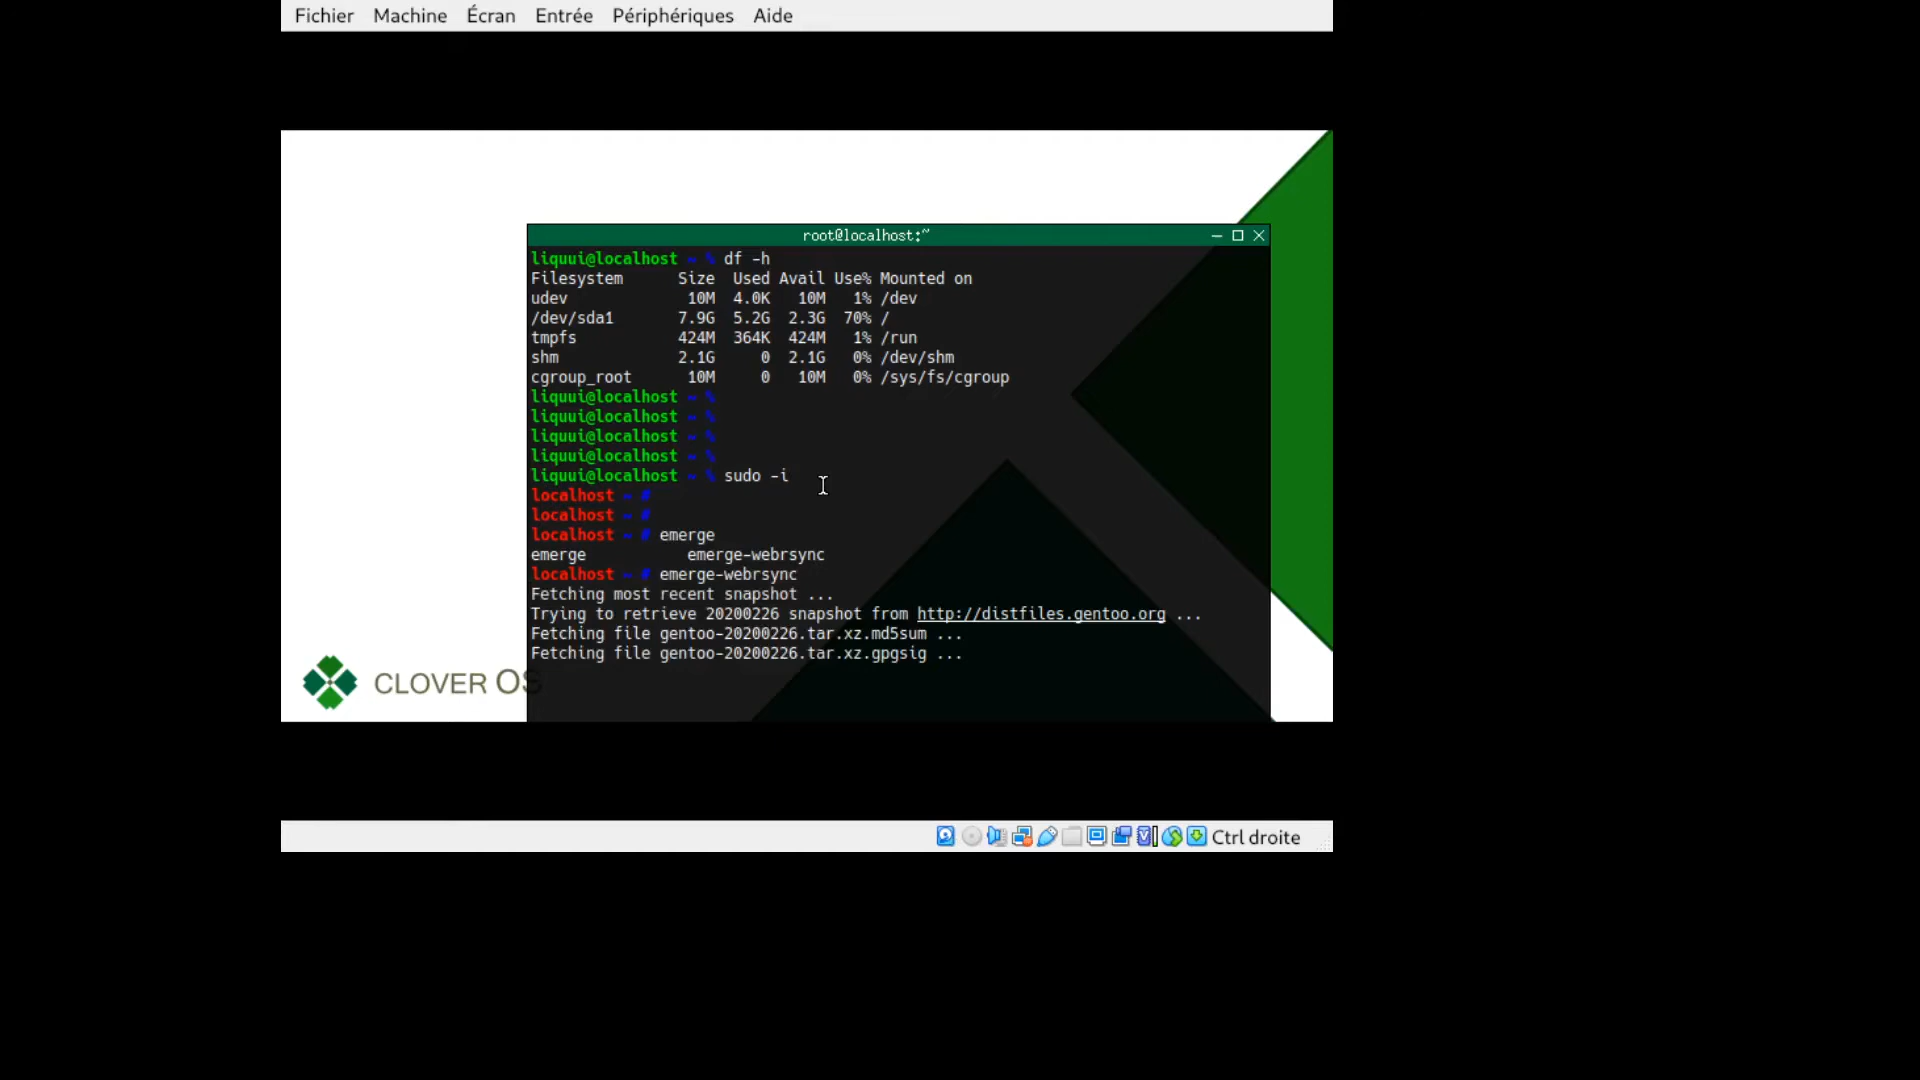 Fichier Machine Écran Entrée Périphériques Aide
root@localhost:~
liquui@localhost ~ % df -h
Filesystem Size Used Avail Use% Mounted on
udev 10M 4.0K 10M 1% /dev
/dev/sda1 7.9G 5.2G 2.3G 70% /
tmpfs 424M 364K 424M 1% /run
shm 2.1G 0 2.1G 0% /dev/shm
cgroup_root 10M 0 10M 0% /sys/fs/cgroup
liquui@localhost ~ %
liquui@localhost ~ %
liquui@localhost ~ %
liquui@localhost ~ %
liquui@localhost ~ % sudo -i
localhost ~ #
localhost ~ #
localhost ~ # emerge
emerge emerge-webrsync
localhost ~ # emerge-webrsync
Fetching most recent snapshot ...
Trying to retrieve 20200226 snapshot from http://distfiles.gentoo.org ...
Fetching file gentoo-20200226.tar.xz.md5sum ...
Fetching file gentoo-20200226.tar.xz.gpgsig ...
CLOVER OS
Ctrl droite